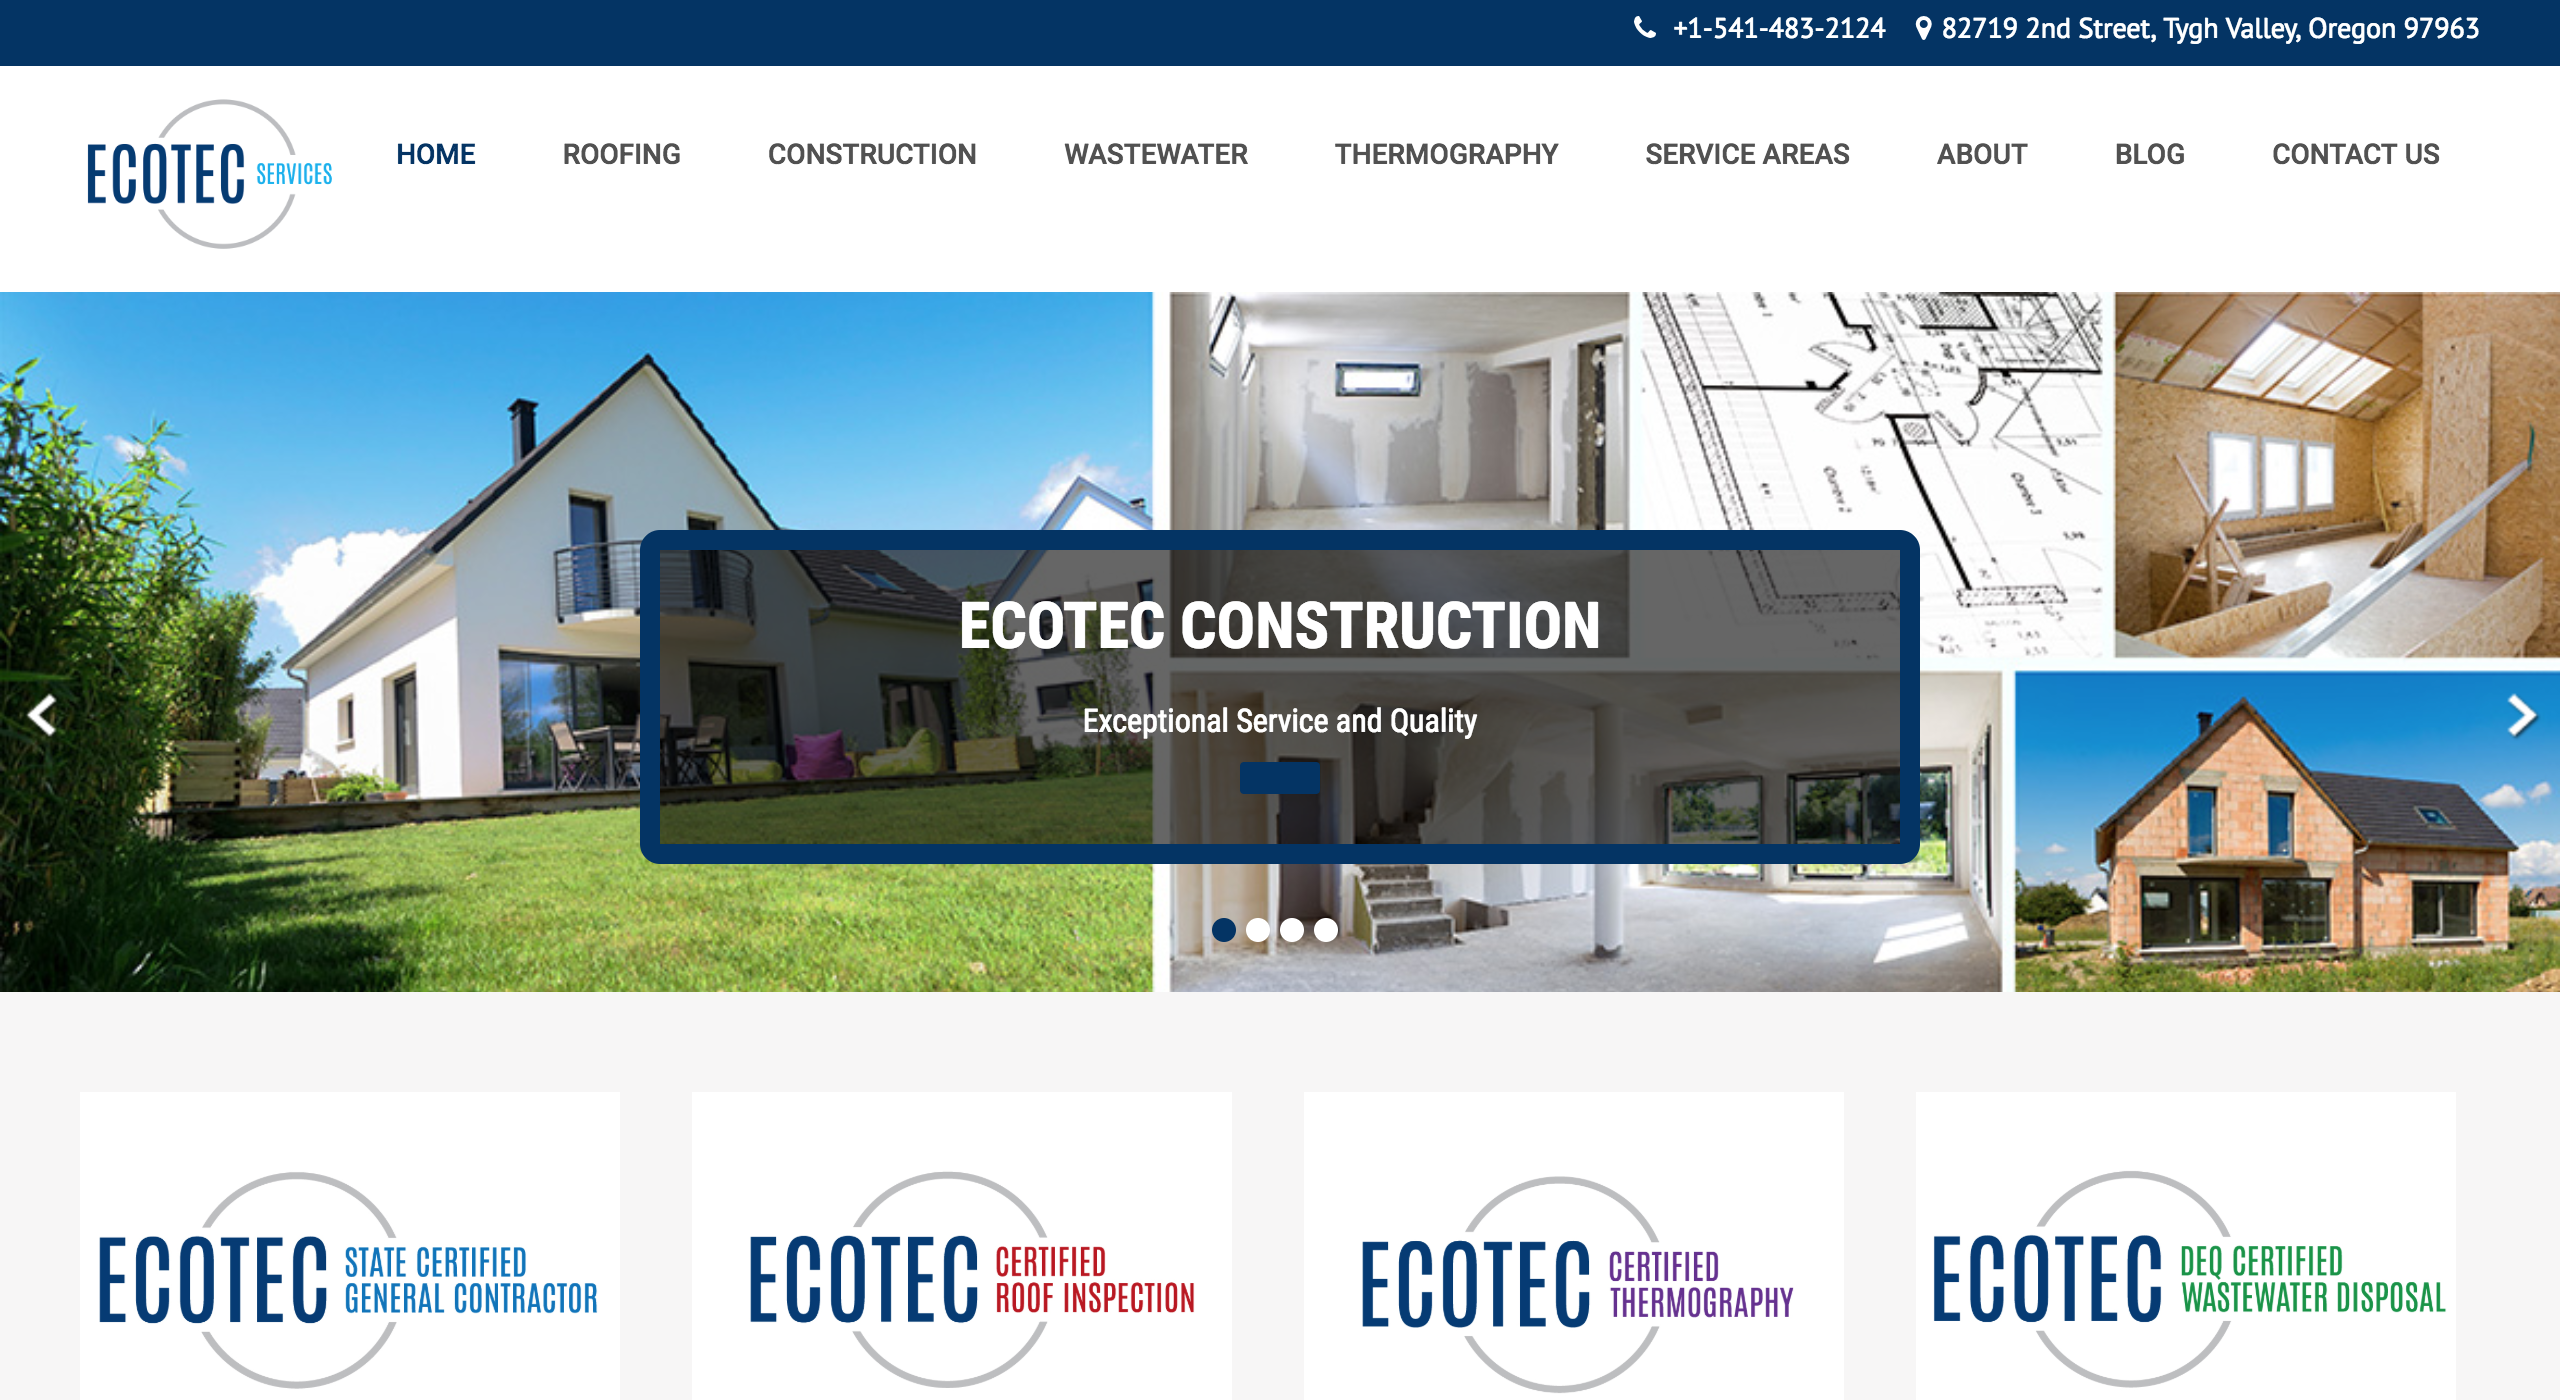 +1-541-483-2124 82719 2nd Street, Tygh Valley, Oregon 97963
ECOTEC SERVICES
HOME ROOFING CONSTRUCTION WASTEWATER THERMOGRAPHY SERVICE AREAS ABOUT BLOG CONTACT US
ECOTEC CONSTRUCTION
Exceptional Service and Quality
ECOTEC STATE CERTIFIED
GENERAL CONTRACTOR
ECOTEC CERTIFIED
ROOF INSPECTION
ECOTEC CERTIFIED
THERMOGRAPHY
ECOTEC DEQ CERTIFIED
WASTEWATER DISPOSAL